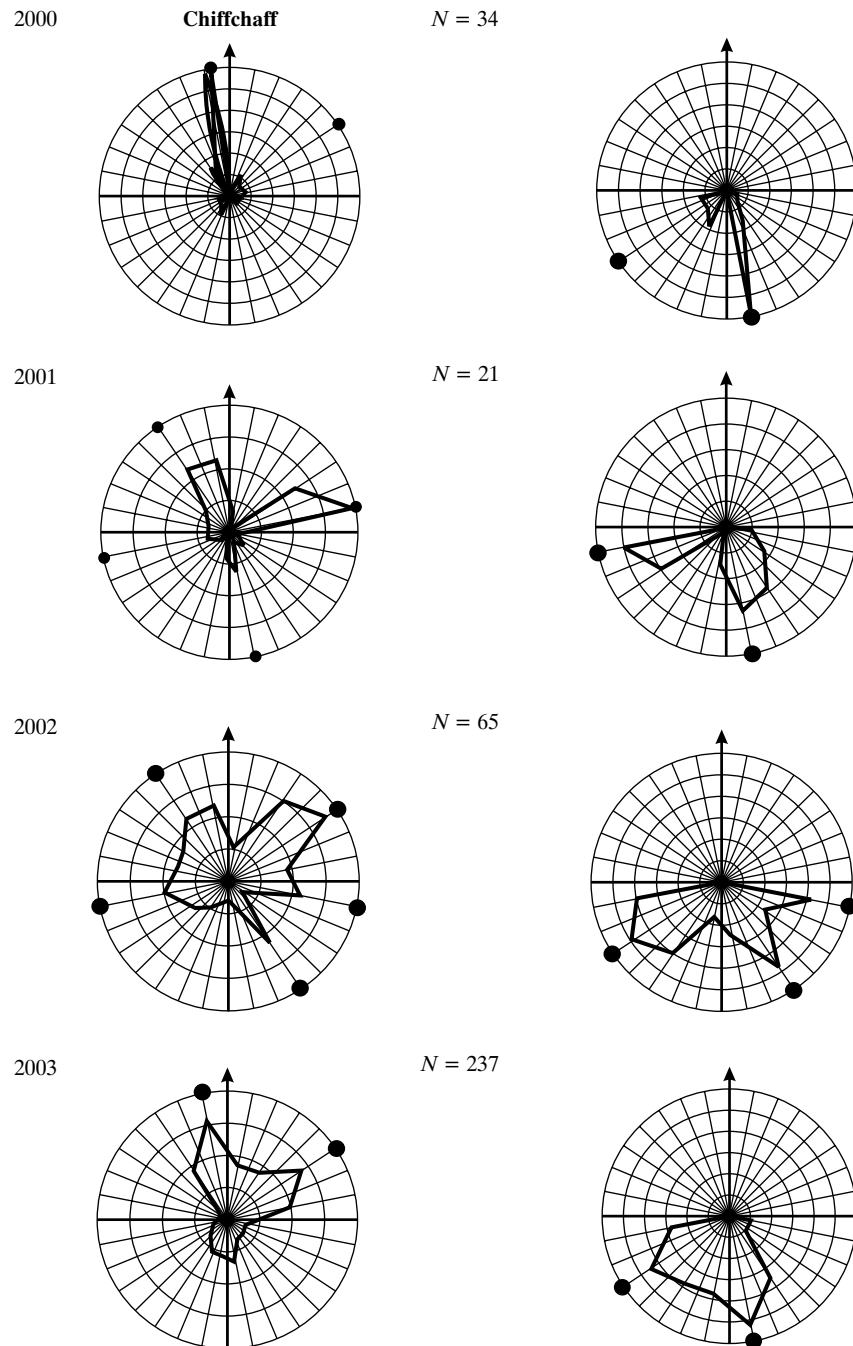 2000 Chiffchaff N = 34
2001 N = 21
2002 N = 65
2003 N = 237